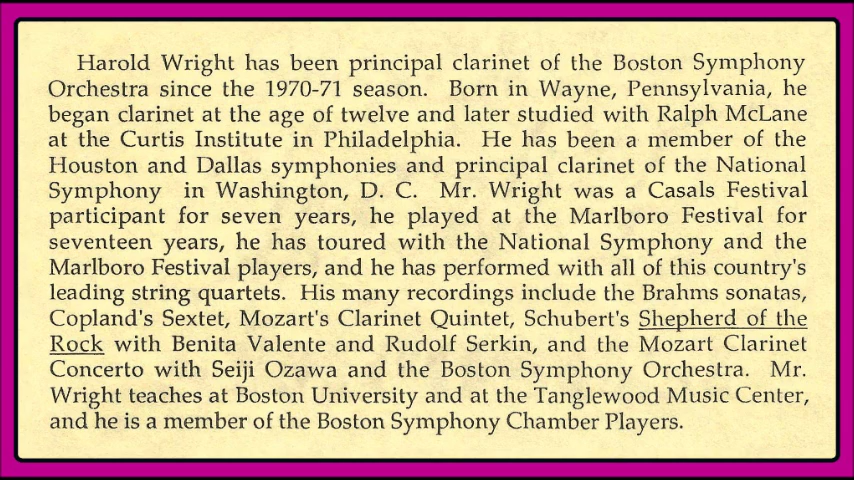 Harold Wright has been principal clarinet of the Boston Symphony
Orchestra since the 1970-71 season. Born in Wayne, Pennsylvania, he
began clarinet at the age of twelve and later studied with Ralph McLane
at the Curtis Institute in Philadelphia. He has been a member of the
Houston and Dallas symphonies and principal clarinet of the National
Symphony in Washington, D. C. Mr. Wright was a Casals Festival
participant for seven years, he played at the Marlboro Festival for
seventeen years, he has toured with the National Symphony and the
Marlboro Festival players, and he has performed with all of this country's
leading string quartets. His many recordings include the Brahms sonatas,
Copland's Sextet, Mozart's Clarinet Quintet, Schubert's Shepherd of the
Rock with Benita Valente and Rudolf Serkin, and the Mozart Clarinet
Concerto with Seiji Ozawa and the Boston Symphony Orchestra. Mr.
Wright teaches at Boston University and at the Tanglewood Music Center,
and he is a member of the Boston Symphony Chamber Players.